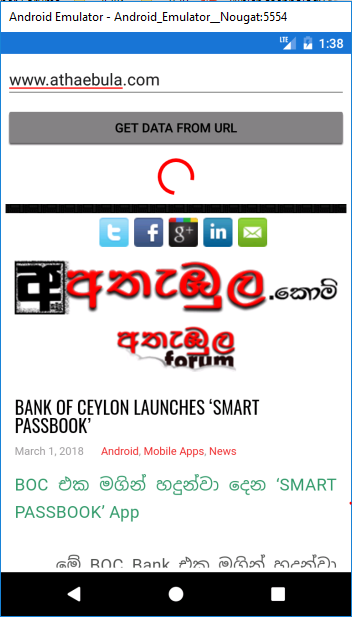 Android Emulator - Android_Emulator__Nougat:5554
LTE 1:38
www.athaebula.com
GET DATA FROM URL
අ අතැඹුල.කොම්
අතැඹුල
forum
BANK OF CEYLON LAUNCHES ‘SMART
PASSBOOK’
March 1, 2018 Android, Mobile Apps, News
BOC එක මගින් හදුන්වා දෙන ‘SMART
PASSBOOK’ App
මේ BOC Bank එක මගින් හදුන්වා